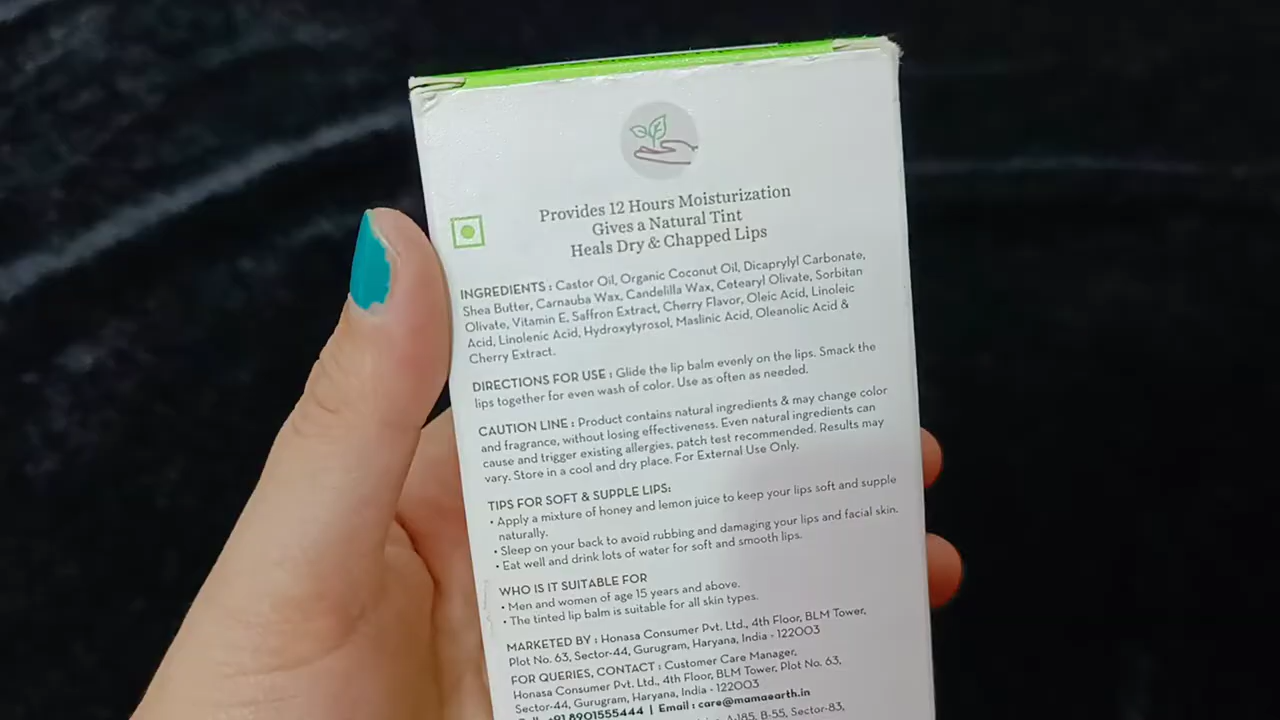 Provides 12 Hours Moisturization
Gives a Natural Tint
Heals Dry & Chapped Lips
INGREDIENTS : Castor Oil, Organic Coconut Oil, Dicaprylyl Carbonate,
Shea Butter, Carnauba Wax, Candelilla Wax, Cetearyl Olivate, Sorbitan
Olivate, Vitamin E, Saffron Extract, Cherry Flavor, Oleic Acid, Linoleic
Acid, Linolenic Acid, Hydroxytyrosol, Maslinic Acid, Oleanolic Acid &
Cherry Extract.
DIRECTIONS FOR USE : Glide the lip balm evenly on the lips. Smack the
lips together for even wash of color. Use as often as needed.
CAUTION LINE : Product contains natural ingredients & may change color
and fragrance, without losing effectiveness. Even natural ingredients can
cause and trigger existing allergies, patch test recommended. Results may
vary. Store in a cool and dry place. For External Use Only.
TIPS FOR SOFT & SUPPLE LIPS:
• Apply a mixture of honey and lemon juice to keep your lips soft and supple
naturally.
• Sleep on your back to avoid rubbing and damaging your lips and facial skin.
• Eat well and drink lots of water for soft and smooth lips.
WHO IS IT SUITABLE FOR
• Men and women of age 15 years and above.
• The tinted lip balm is suitable for all skin types.
MARKETED BY : Honasa Consumer Pvt. Ltd., 4th Floor, BLM Tower,
Plot No. 63, Sector-44, Gurugram, Haryana, India - 122003
FOR QUERIES, CONTACT : Customer Care Manager,
Honasa Consumer Pvt. Ltd., 4th Floor, BLM Tower, Plot No. 63,
Sector-44, Gurugram, Haryana, India - 122003
+91 8901555444 | Email : care@mamaearth.in
A-185, B-55, Sector-83,